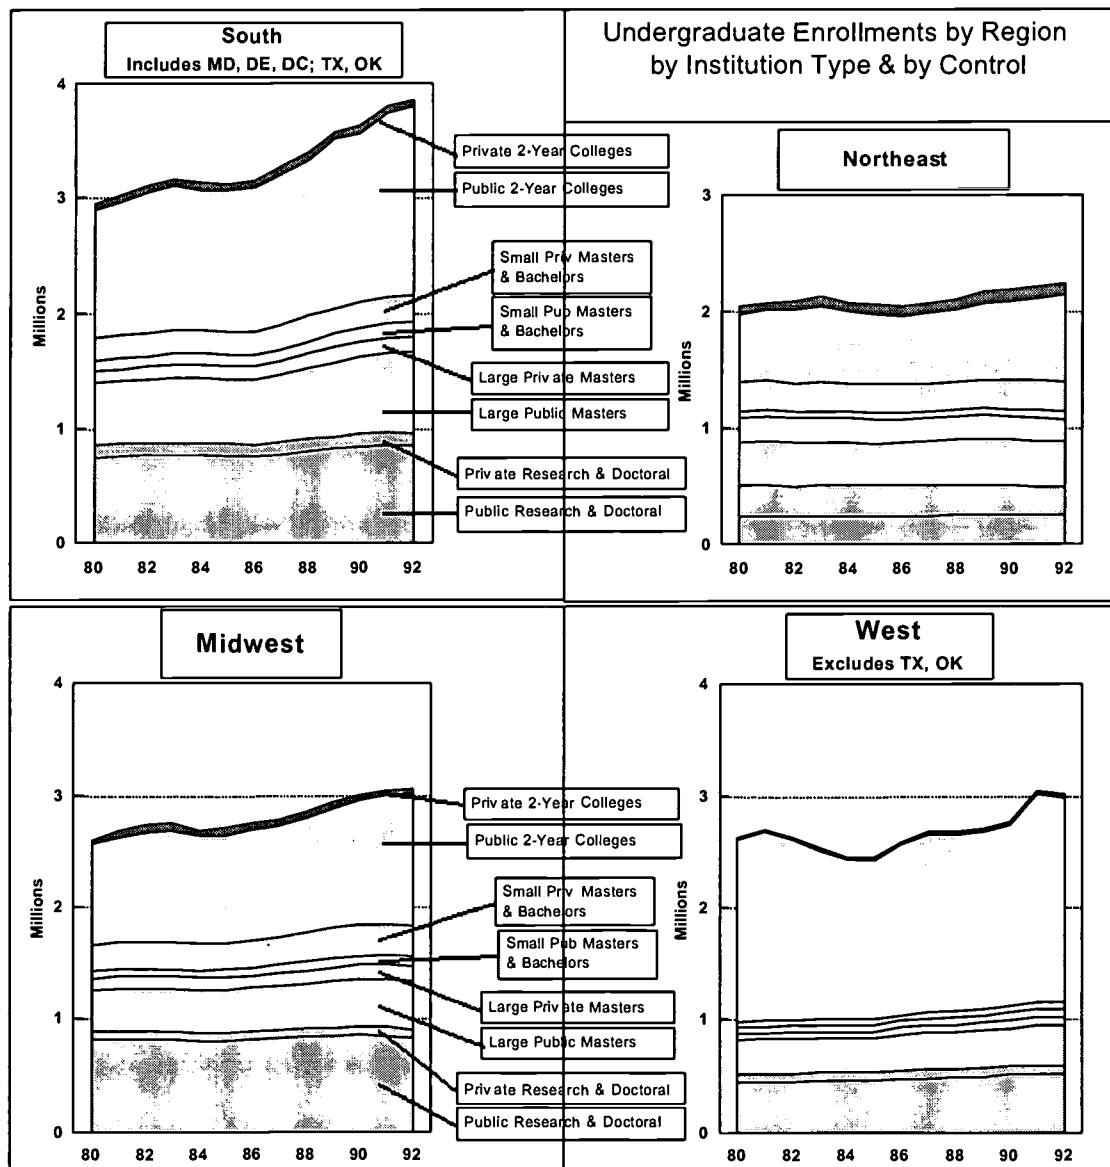 Undergraduate Enrollments by Region
by Institution Type & by Control
South
Includes MD, DE, DC; TX, OK
4
3
2
1
0
Millions
80 82 84 86 88 90 92
Private 2-Year Colleges
Public 2-Year Colleges
Small Priv Masters
& Bachelors
Small Pub Masters
& Bachelors
Large Private Masters
Large Public Masters
Private Research & Doctoral
Public Research & Doctoral
Northeast
3
2
1
0
Millions
80 82 84 86 88 90 92
Midwest
4
3
2
1
0
Millions
80 82 84 86 88 90 92
Private 2-Year Colleges
Public 2-Year Colleges
Small Priv Masters
& Bachelors
Small Pub Masters
& Bachelors
Large Private Masters
Large Public Masters
Private Research & Doctoral
Public Research & Doctoral
West
Excludes TX, OK
4
3
2
1
0
Millions
80 82 84 86 88 90 92